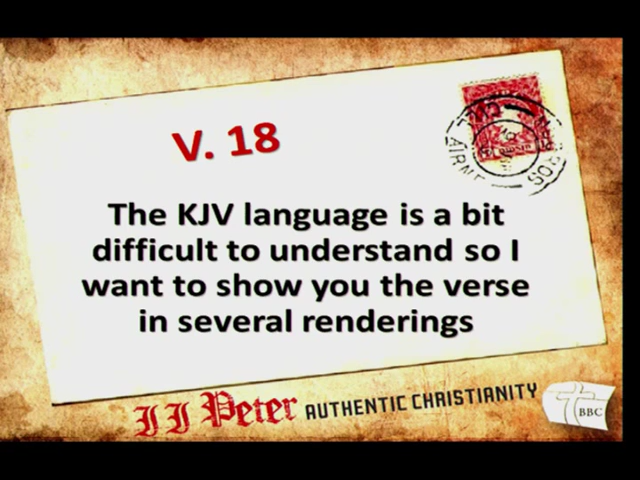 V. 18
The KJV language is a bit
difficult to understand so I
want to show you the verse
in several renderings
II Peter AUTHENTIC CHRISTIANITY
BBC